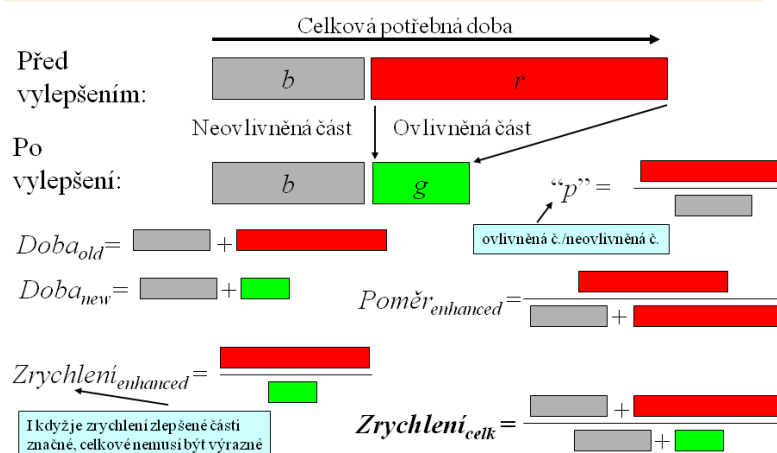 Celková potřebná doba
Před
vylepšením:
b
r
Neovlivněná část
Ovlivněná část
Po
vylepšení:
b
g
“p” =
ovlivněná č./neovlivněná č.
Doba_old= +
Doba_new= +
Poměr_enhanced= +
Zrychlení_enhanced=
I když je zrychlení zlepšené části
značné, celkové nemusí být výrazné
Zrychlení_celk= + +